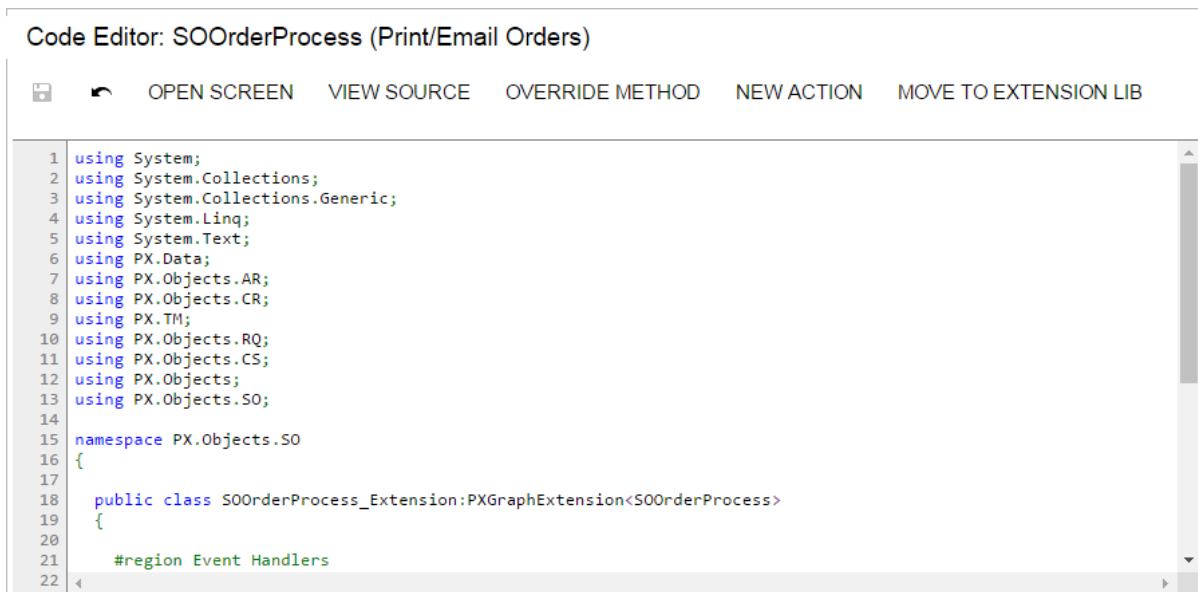 Code Editor: SOOrderProcess (Print/Email Orders)
OPEN SCREEN VIEW SOURCE OVERRIDE METHOD NEW ACTION MOVE TO EXTENSION LIB
1 using System;
2 using System.Collections;
3 using System.Collections.Generic;
4 using System.Linq;
5 using System.Text;
6 using PX.Data;
7 using PX.Objects.AR;
8 using PX.Objects.CR;
9 using PX.TM;
10 using PX.Objects.RQ;
11 using PX.Objects.CS;
12 using PX.Objects;
13 using PX.Objects.SO;
14
15 namespace PX.Objects.SO
16 {
17
18 public class SOOrderProcess_Extension:PXGraphExtension<SOOrderProcess>
19 {
20
21 #region Event Handlers
22